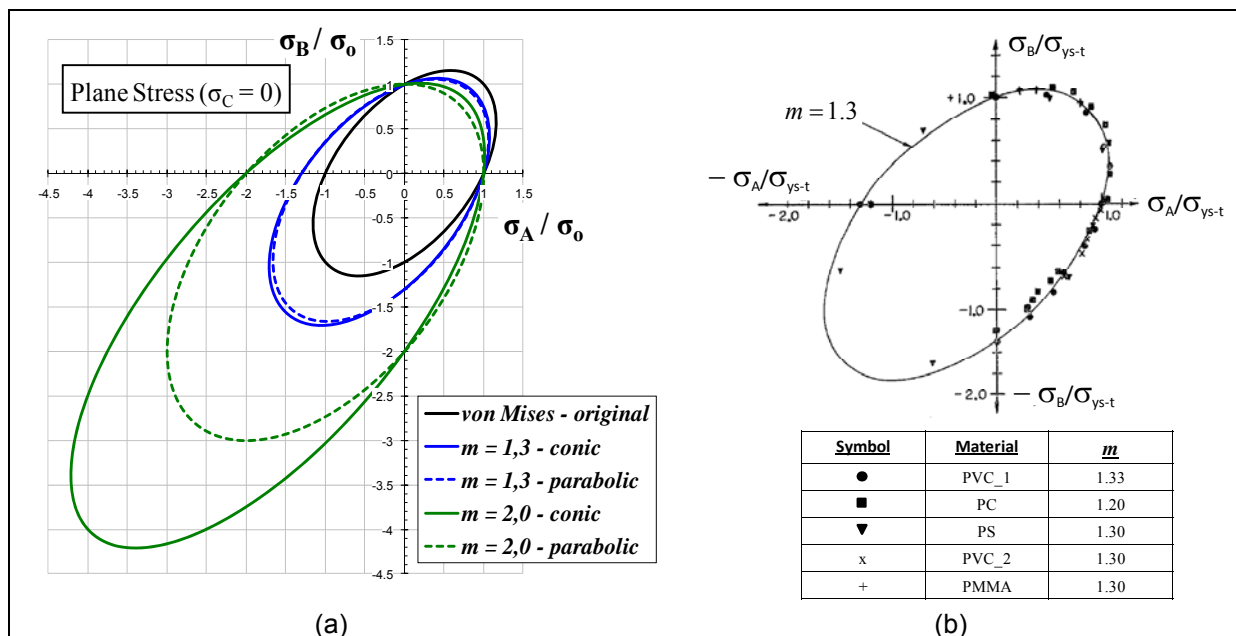 σB / σo
Plane Stress (σC = 0)
1.5
1
0.5
0
-4.5 -4 -3.5 -3 -2.5 -2 -1.5 -1 -0.5 0 0.5 1 1.5
σA / σo
-0.5
-1
-1.5
-2
-2.5
-3
-3.5
-4
-4.5
von Mises - original
m = 1,3 - conic
m = 1,3 - parabolic
m = 2,0 - conic
m = 2,0 - parabolic
(a)
σB/σys-t
+1.0
m = 1.3
− σA/σys-t
-2.0 -1.0 1.0
σA/σys-t
-1.0
-2.0
− σB/σys-t
Symbol Material m
● PVC_1 1.33
■ PC 1.20
▼ PS 1.30
x PVC_2 1.30
+ PMMA 1.30
(b)